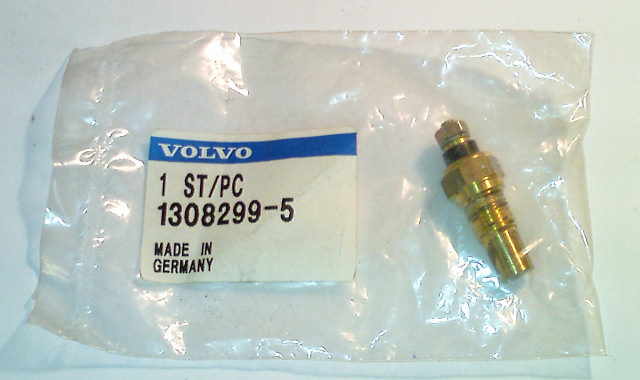 VOLVO
1 ST/PC
1308299-5
MADE IN
GERMANY